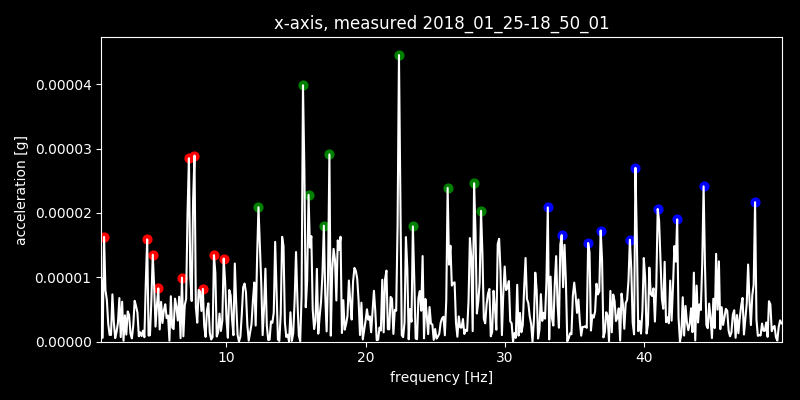 x-axis, measured 2018_01_25-18_50_01
acceleration [g]
0.00004
0.00003
0.00002
0.00001
0.00000
10 20 30 40
frequency [Hz]